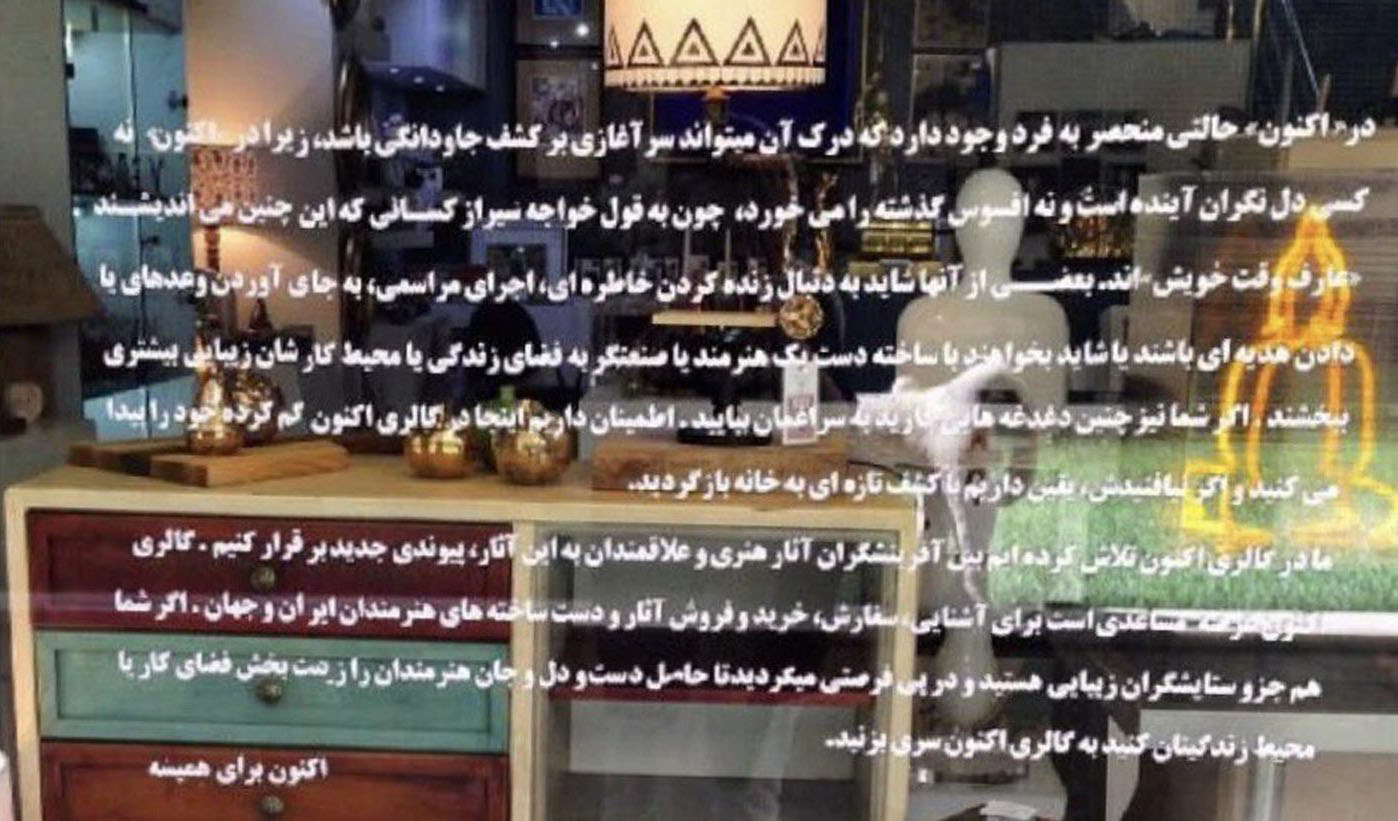 در «اکنون» حالتی منحصر به فرد وجود دارد که درک آن میتواند سر آغازی بر کشف جاودانگی باشد، زیرا در «اکنون» نه
کسی دل نگران آینده است و نه افسوس گذشته را می خورد، چون به قول خواجه شیراز کسانی که این چنین می اندیشند
«عارف وقت خویش» اند. بعضی از آنها شاید به دنبال زنده کردن خاطره ای، اجرای مراسمی، به جای آوردن وعدهای یا
دادن هدیه ای باشند یا شاید بخواهند با ساخته دست یک هنرمند یا صنعتگر به فضای زندگی یا محیط کار شان زیبایی بیشتری
ببخشند . اگر شما نیز چنین دغدغه هایی دارید به سراغمان بیایید . اطمینان داریم اینجا در گالری اکنون گم کرده خود را پیدا
می کنید و اگر نیافتیدش، یقین داریم با کشف تازه ای به خانه بازگردید.
ما در گالری اکنون تلاش کرده ایم بین آفرینشگران آثار هنری و علاقمندان به این آثار، پیوندی جدید بر قرار کنیم . گالری
اکنون عرصه مساعدی است برای آشنایی، سفارش، خرید و فروش آثار و دست ساخته های هنرمندان ایران و جهان . اگر شما
هم جزو ستایشگران زیبایی هستید و در پی فرصتی میگردیدتا حاصل دست و دل و جان هنرمندان را زینت بخش فضای کار یا
محیط زندگیتان کنید به گالری اکنون سری بزنید.
اکنون برای همیشه